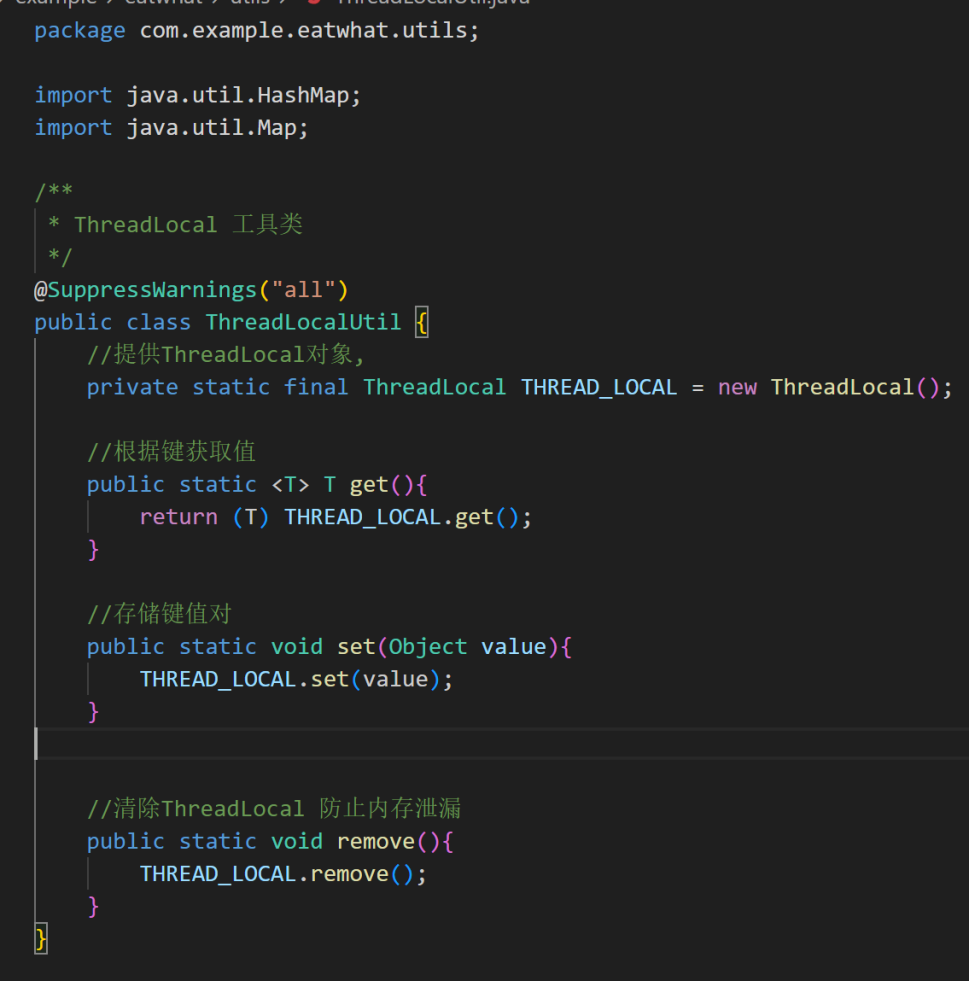 example > eatwhat > utils > ThreadLocalUtil.java
package com.example.eatwhat.utils;
import java.util.HashMap;
import java.util.Map;
/**
* ThreadLocal 工具类
*/
@SuppressWarnings("all")
public class ThreadLocalUtil {
//提供ThreadLocal对象,
private static final ThreadLocal THREAD_LOCAL = new ThreadLocal();
//根据键获取值
public static <T> T get(){
return (T) THREAD_LOCAL.get();
}
//存储键值对
public static void set(Object value){
THREAD_LOCAL.set(value);
}
//清除ThreadLocal 防止内存泄漏
public static void remove(){
THREAD_LOCAL.remove();
}
}